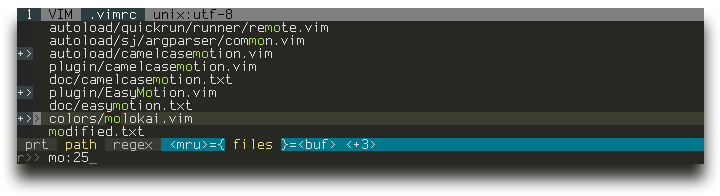 1 VIM .vimrc unix:utf-8
autoload/quickrun/runner/remote.vim
autoload/sj/argparser/common.vim
+> autoload/camelcasemotion.vim
plugin/camelcasemotion.vim
doc/camelcasemotion.txt
+> plugin/EasyMotion.vim
doc/easymotion.txt
+>> colors/molokai.vim
modified.txt
prt path regex <mru>={ files }=<buf> <+3>
r>> mo:25_